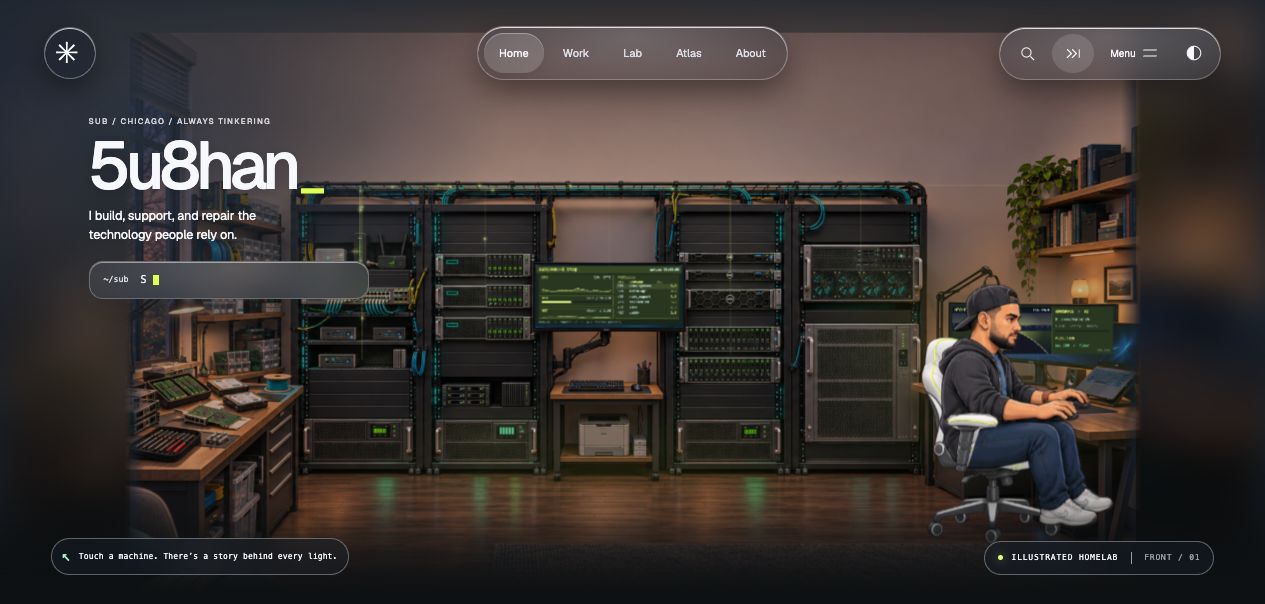 Home
Work
Lab
Atlas
About
Menu
SUB / CHICAGO / ALWAYS TINKERING
5u8han_
I build, support, and repair the
technology people rely on.
~/sub S
Touch a machine. There's a story behind every light.
ILLUSTRATED HOMELAB
FRONT / 01